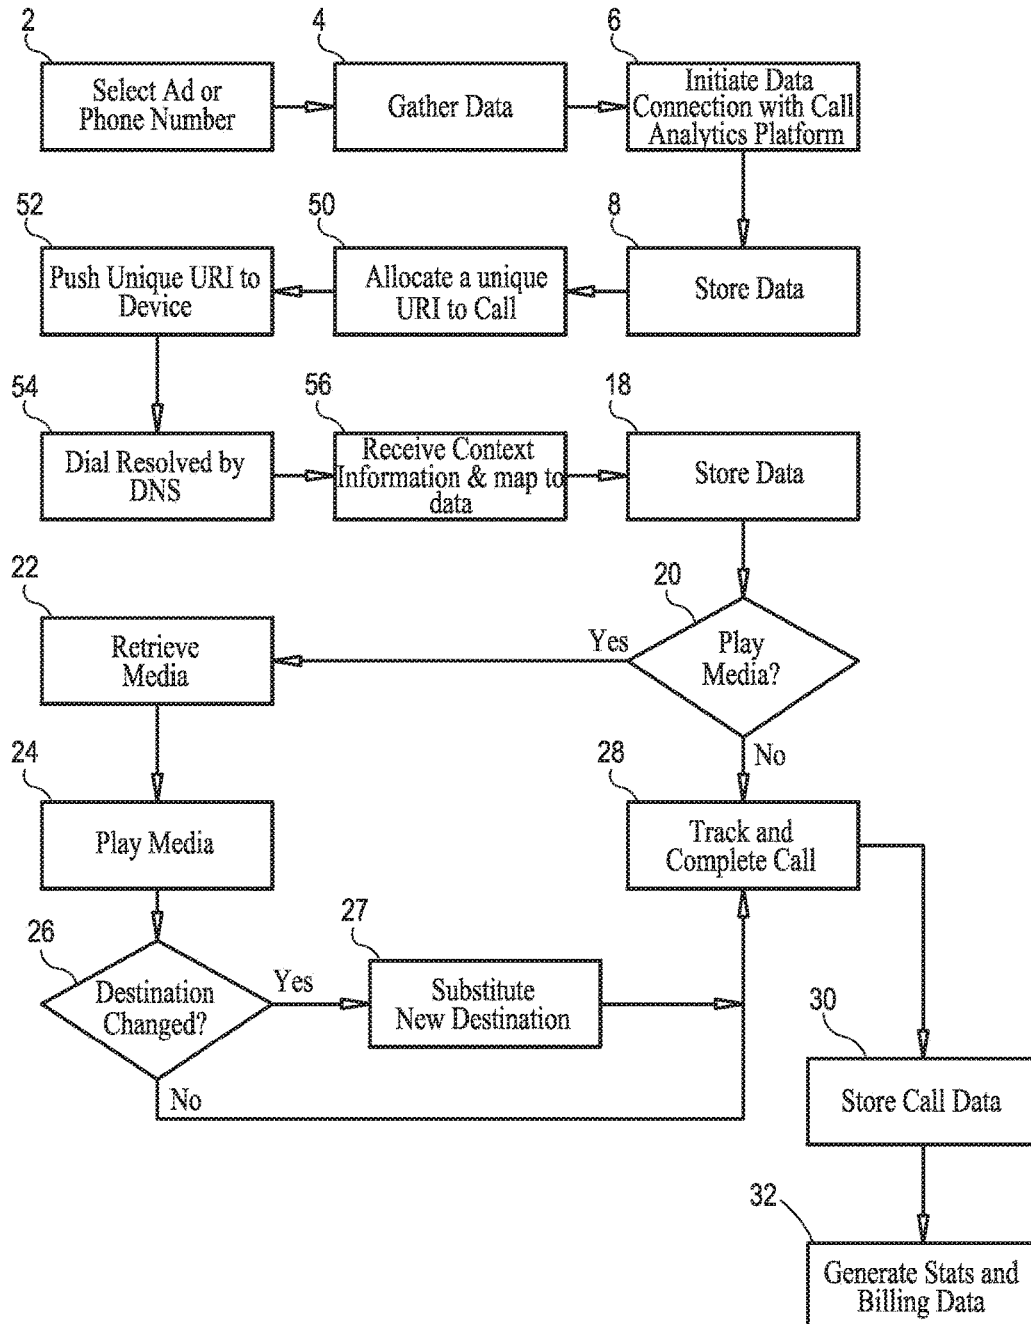 2
Select Ad or
Phone Number
4
Gather Data
6
Initiate Data
Connection with Call
Analytics Platform
52
Push Unique URI to
Device
50
Allocate a unique
URI to Call
8
Store Data
54
Dial Resolved by
DNS
56
Receive Context
Information & map to
data
18
Store Data
22
Retrieve
Media
Yes
20
Play
Media?
No
24
Play Media
28
Track and
Complete Call
26
Destination
Changed?
Yes
27
Substitute
New Destination
No
30
Store Call Data
32
Generate Stats and
Billing Data